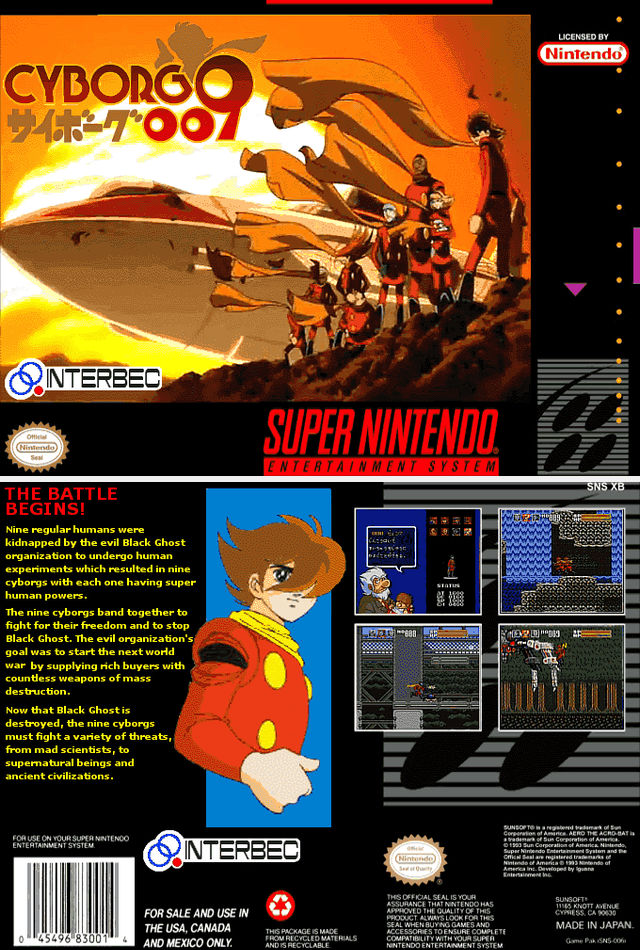 LICENSED BY
Nintendo®
CYBORG 009
サイボーグ
INTERBEC
Official
Nintendo
Seal
SUPER NINTENDO®
ENTERTAINMENT SYSTEM
SNS XB
THE BATTLE
BEGINS!
Nine regular humans were
kidnapped by the evil Black Ghost
organization to undergo human
experiments which resulted in nine
cyborgs with each one having super
human powers.
The nine cyborgs band together to
fight for their freedom and to stop
Black Ghost. The evil organization's
goal was to start the next world
war by supplying rich buyers with
countless weapons of mass
destruction.
Now that Black Ghost is
destroyed, the nine cyborgs
must fight a variety of threats,
from mad scientists, to
supernatural beings and
ancient civilizations.
STATUS
FOR USE ON YOUR SUPER NINTENDO
ENTERTAINMENT SYSTEM.
0 45496 83001 4
INTERBEC
FOR SALE AND USE IN
THE USA, CANADA
AND MEXICO ONLY.
THIS PACKAGE IS MADE
FROM RECYCLED MATERIALS
AND IS RECYCLABLE.
Official
Nintendo
Seal of Quality
THIS OFFICIAL SEAL IS YOUR
ASSURANCE THAT NINTENDO HAS
APPROVED THE QUALITY OF THIS
PRODUCT. ALWAYS LOOK FOR THIS
SEAL WHEN BUYING GAMES AND
ACCESSORIES TO ENSURE COMPLETE
COMPATIBILITY WITH YOUR SUPER
NINTENDO ENTERTAINMENT SYSTEM
SUNSOFT® is a registered trademark of Sun
Corporation of America. AERO THE ACRO-BAT is
a trademark of Sun Corporation of America.
© 1993 Sun Corporation of America. Nintendo,
Super Nintendo Entertainment System and the
Official Seal are registered trademarks of
Nintendo of America © 1993 Nintendo of
America Inc. Developed by Iguana
Entertainment Inc.
SUNSOFT®
11165 KNOTT AVENUE
CYPRESS, CA 90630
MADE IN JAPAN.